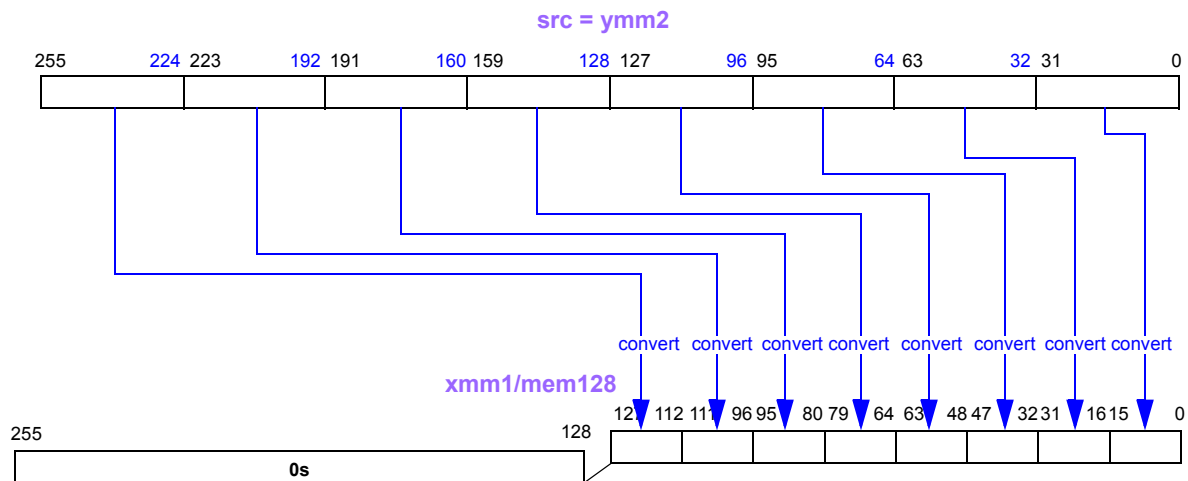 src = ymm2
255 224 223 192 191 160 159 128 127 96 95 64 63 32 31 0
convert convert convert convert convert convert convert convert
xmm1/mem128
127 112 111 96 95 80 79 64 63 48 47 32 31 16 15 0
255 128
0s